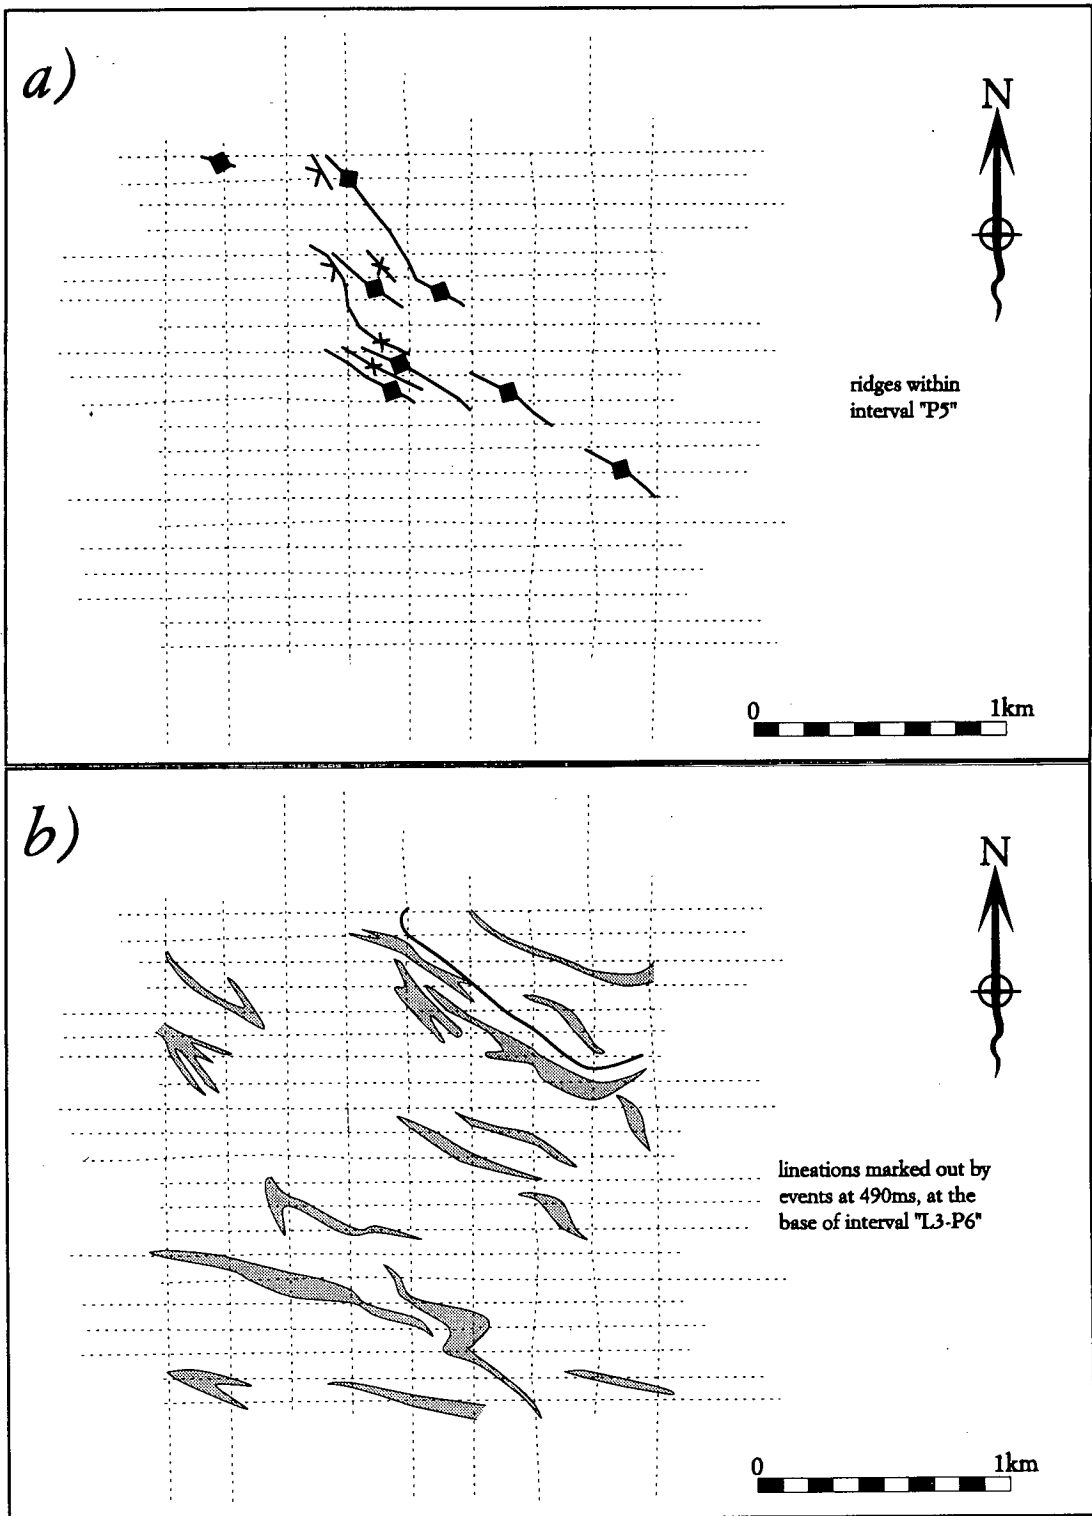 a)
N
ridges within
interval "P5"
0 1km
b)
N
lineations marked out by
events at 490ms, at the
base of interval "L3-P6"
0 1km